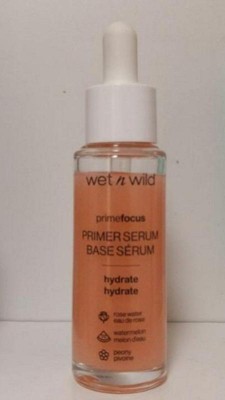 wet n wild
primefocus
PRIMER SERUM
BASE SÉRUM
hydrate
hydrate
rose water
eau de rose
watermelon
melon d'eau
peony
pivoine